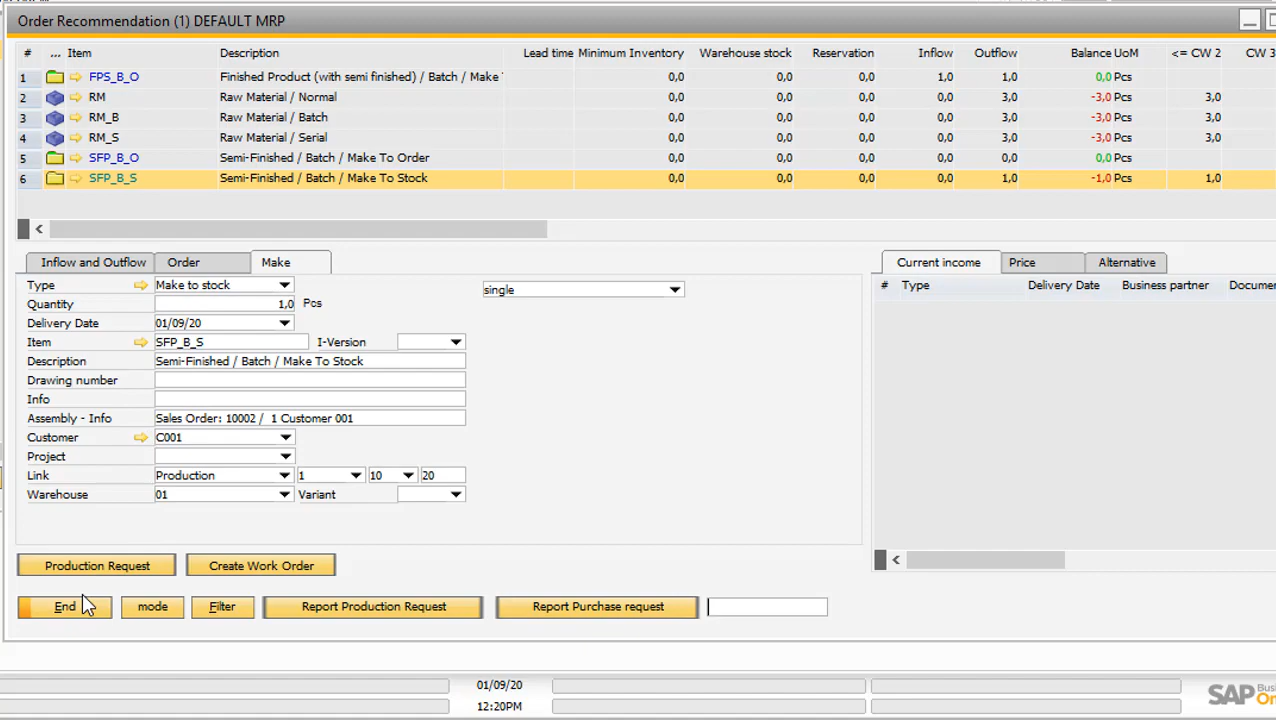 Order Recommendation (1) DEFAULT MRP
# ... Item Description Lead time Minimum Inventory Warehouse stock Reservation Inflow Outflow Balance UoM <= CW 2 CW 3
1 FPS_B_O Finished Product (with semi finished) / Batch / Make ' 0,0 0,0 0,0 1,0 1,0 0,0 Pcs
2 RM Raw Material / Normal 0,0 0,0 0,0 0,0 3,0 -3,0 Pcs 3,0
3 RM_B Raw Material / Batch 0,0 0,0 0,0 0,0 3,0 -3,0 Pcs 3,0
4 RM_S Raw Material / Serial 0,0 0,0 0,0 0,0 3,0 -3,0 Pcs 3,0
5 SFP_B_O Semi-Finished / Batch / Make To Order 0,0 0,0 0,0 0,0 0,0 0,0 Pcs
6 SFP_B_S Semi-Finished / Batch / Make To Stock 0,0 0,0 0,0 0,0 1,0 -1,0 Pcs 1,0
Inflow and Outflow Order Make Current income Price Alternative
Type Make to stock single # Type Delivery Date Business partner
Quantity 1,0 Pcs
Delivery Date 01/09/20
Item SFP_B_S I-Version
Description Semi-Finished / Batch / Make To Stock
Drawing number
Info
Assembly - Info Sales Order: 10002 / 1 Customer 001
Customer C001
Project
Link Production 1 10 20
Warehouse 01 Variant
Production Request Create Work Order
End mode Filter Report Production Request Report Purchase request
01/09/20
12:20PM
SAP